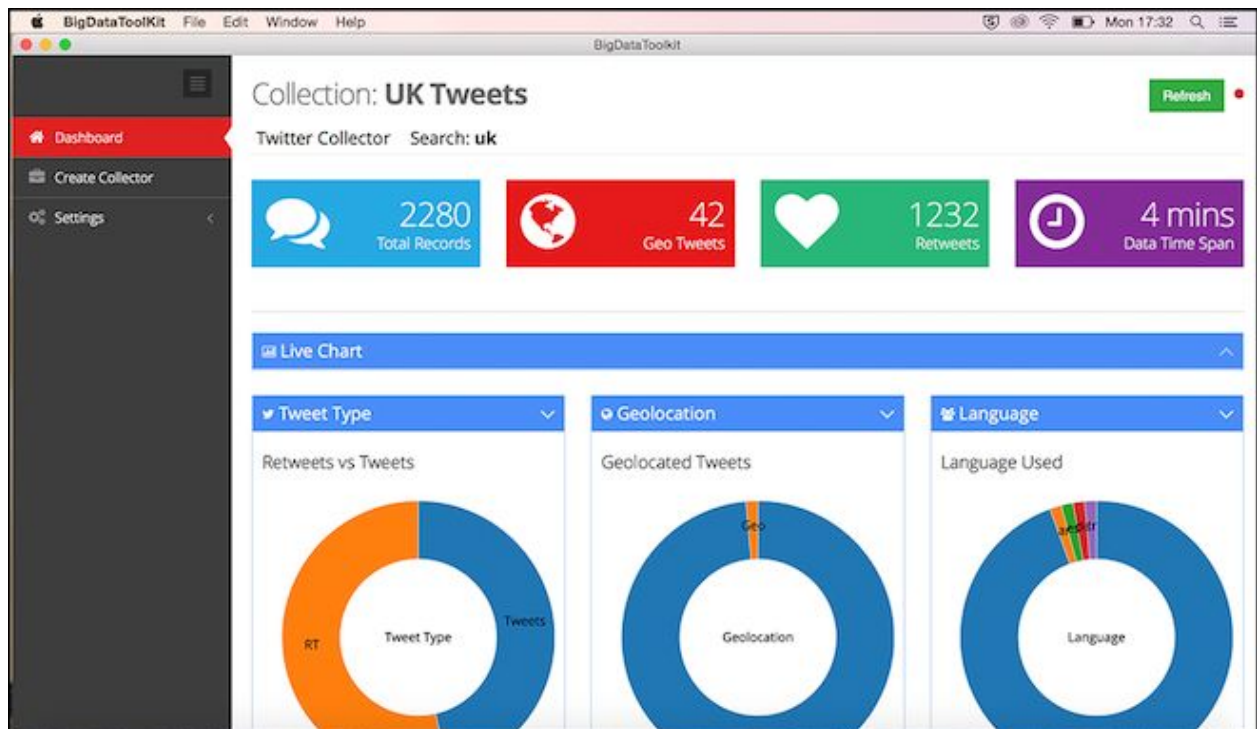 BigDataToolKit File Edit Window Help Mon 17:32
BigDataToolkit
Collection: UK Tweets
Refresh
Twitter Collector Search: uk
Dashboard
Create Collector
Settings
2280
Total Records
42
Geo Tweets
1232
Retweets
4 mins
Data Time Span
Live Chart
Tweet Type
Retweets vs Tweets
RT
Tweet Type
Tweets
Geolocation
Geolocated Tweets
Geo
Geolocation
Language
Language Used
Language